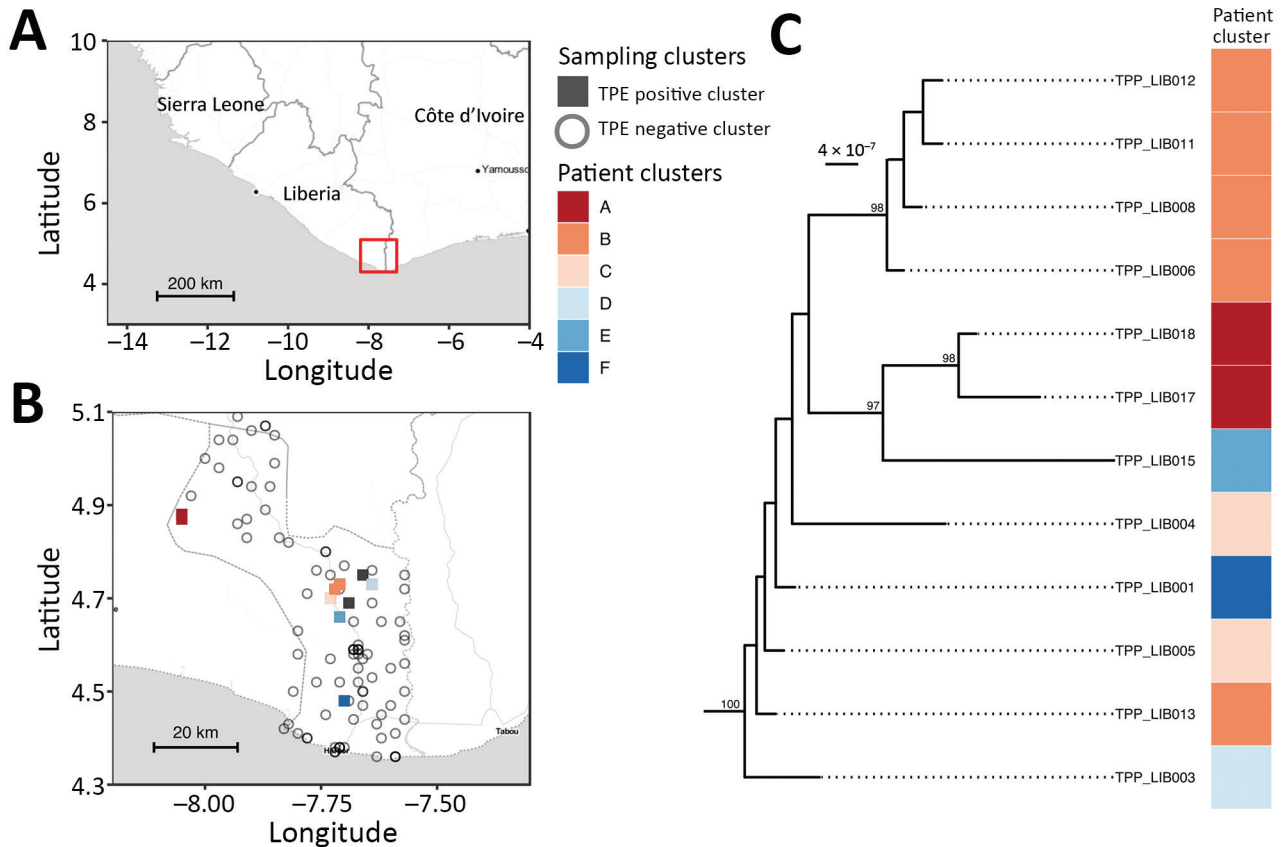 A
10
8
6
4
Latitude
Sierra Leone
Côte d’Ivoire
Liberia
200 km
−14
−12
−10
−8
−6
−4
Longitude
Sampling clusters
TPE positive cluster
TPE negative cluster
Patient clusters
A
B
C
D
E
F
B
5.1
4.9
4.7
4.5
4.3
Latitude
20 km
Tabou
−8.00
−7.75
−7.50
Longitude
C
Patient
cluster
4 × 10⁻⁷
TPP_LIB012
TPP_LIB011
98
TPP_LIB008
TPP_LIB006
TPP_LIB018
98
TPP_LIB017
97
TPP_LIB015
TPP_LIB004
TPP_LIB001
TPP_LIB005
100
TPP_LIB013
TPP_LIB003